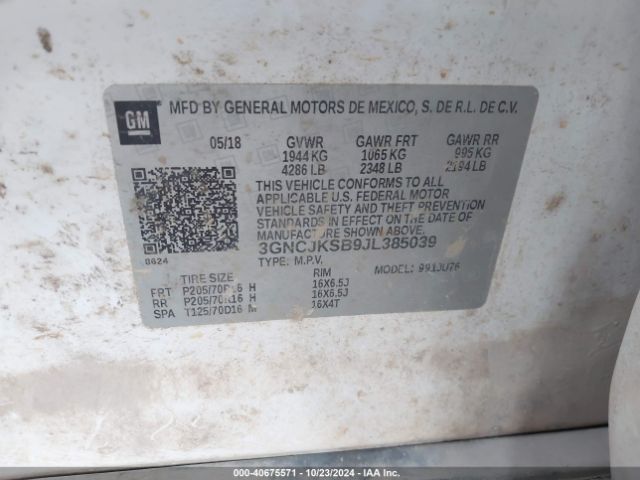 GM
MFD BY GENERAL MOTORS DE MEXICO, S. DE R.L. DE C.V.
05/18 GVWR GAWR FRT GAWR RR
1944 KG 1065 KG 995 KG
4286 LB 2348 LB 2194 LB
THIS VEHICLE CONFORMS TO ALL
APPLICABLE U.S. FEDERAL MOTOR
VEHICLE SAFETY AND THEFT PREVENTION
STANDARDS IN EFFECT ON THE DATE OF
MANUFACTURE SHOWN ABOVE.
3GNCJKSB9JL385039
8624 TYPE: M.P.V. MODEL: 991JU76
TIRE SIZE RIM
FRT P205/70R16 H 16X6.5J
RR P205/70R16 H 16X6.5J
SPA T125/70D16 M 16X4T
000-40675571 - 10/23/2024 - IAA Inc.